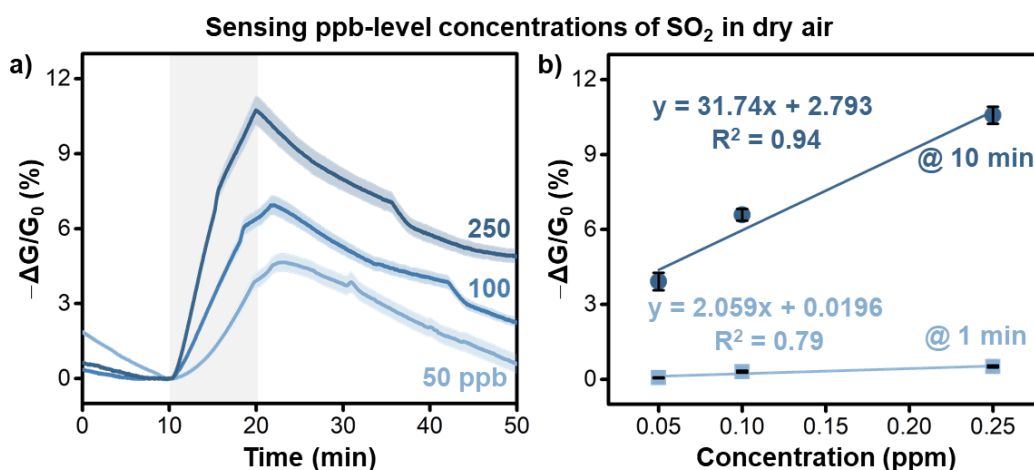 Sensing ppb-level concentrations of SO₂ in dry air
a)
12
9
6
3
0
−ΔG/G₀ (%)
250
100
50 ppb
0
10
20
30
40
50
Time (min)
b)
12
9
6
3
0
−ΔG/G₀ (%)
y = 31.74x + 2.793
R² = 0.94
@ 10 min
y = 2.059x + 0.0196
R² = 0.79
@ 1 min
0.05
0.10
0.15
0.20
0.25
Concentration (ppm)